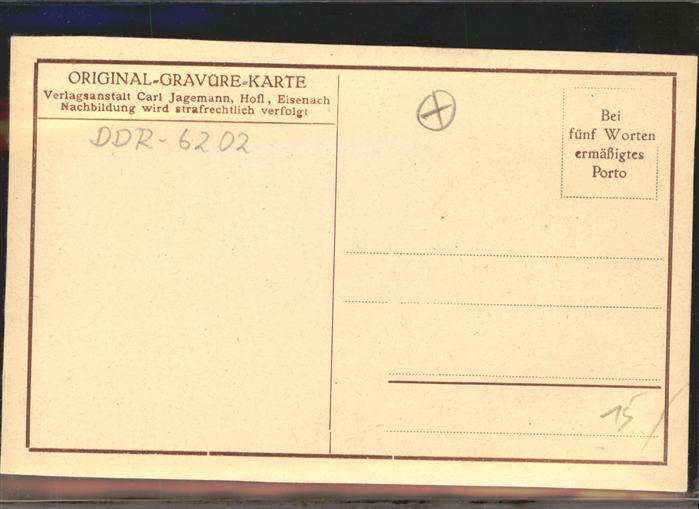 ORIGINAL=GRAVÜRE=KARTE
Verlagsanstalt Carl Jagemann, Hofl, Eisenach
Nachbildung wird strafrechtlich verfolgt
DDR-6202
Bei
fünf Worten
ermäßigtes
Porto
15/